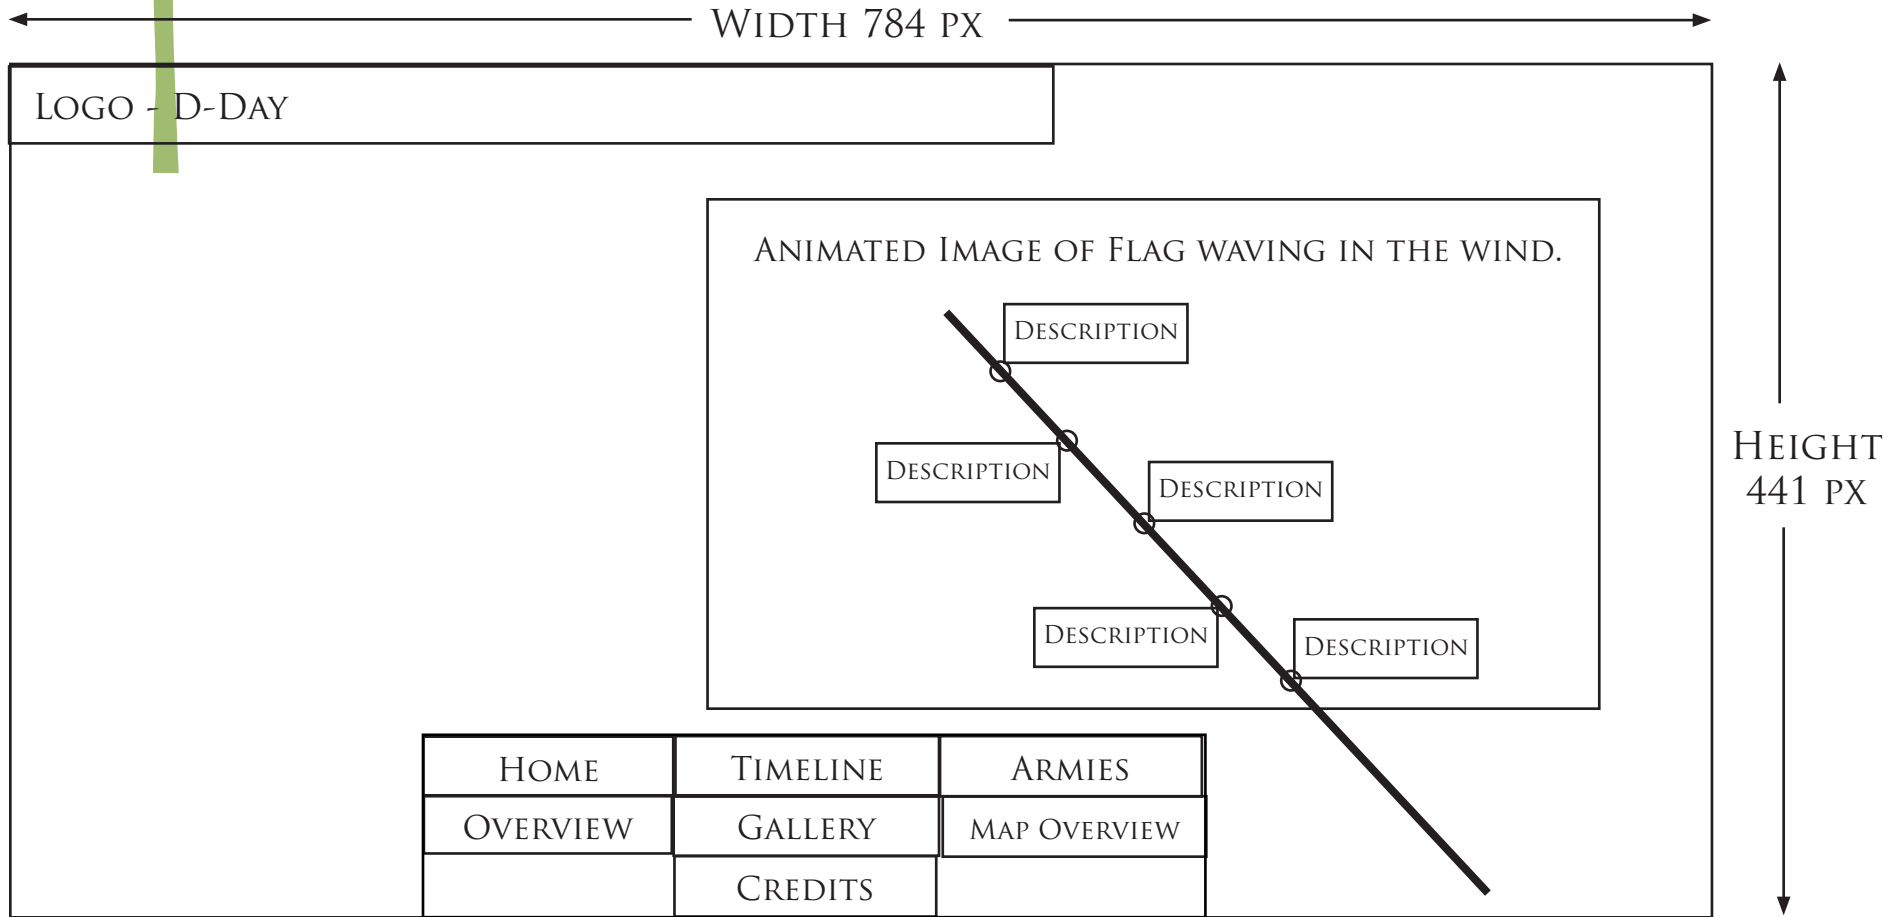 Width 784 px
Logo - D-Day
Animated Image of Flag waving in the wind.
Description
Description
Description
Description
Description
Height
441 px
Home Timeline Armies
Overview Gallery Map Overview
Credits